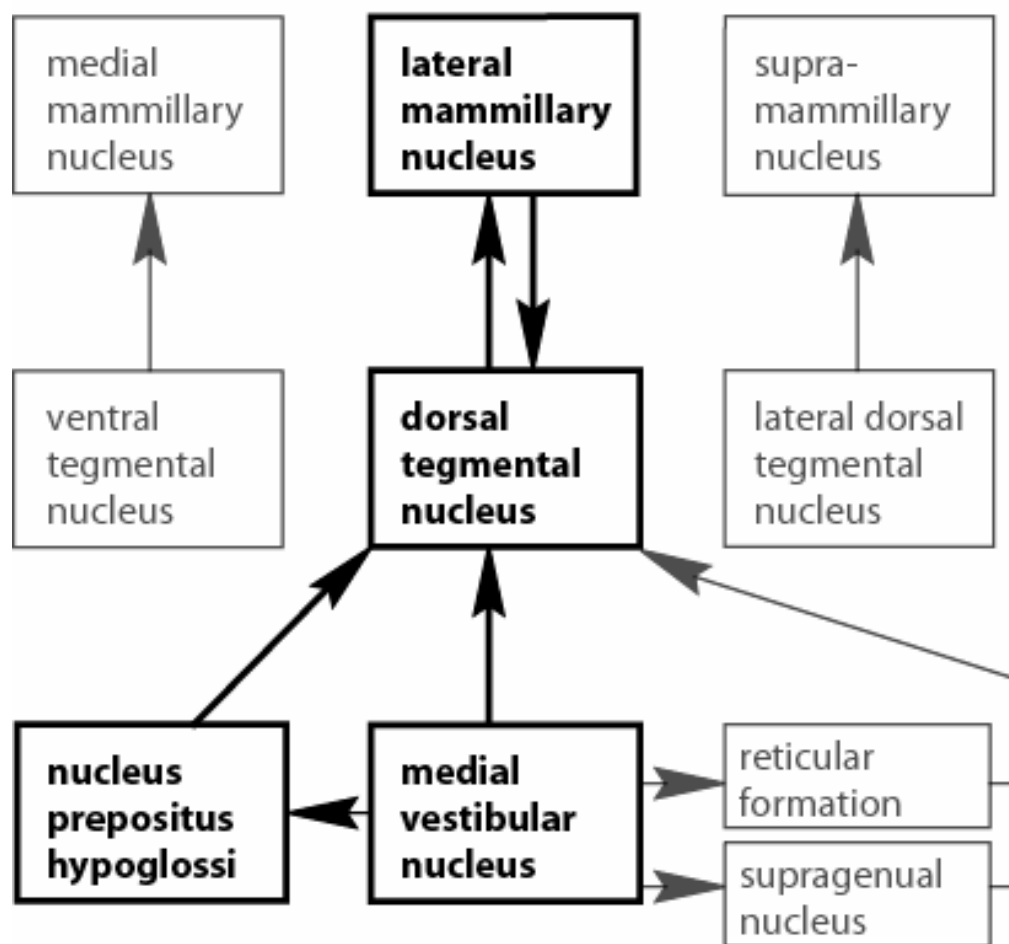 medial
mammillary
nucleus
lateral
mammillary
nucleus
supra-
mammillary
nucleus
ventral
tegmental
nucleus
dorsal
tegmental
nucleus
lateral dorsal
tegmental
nucleus
nucleus
prepositus
hypoglossi
medial
vestibular
nucleus
reticular
formation
supragenual
nucleus